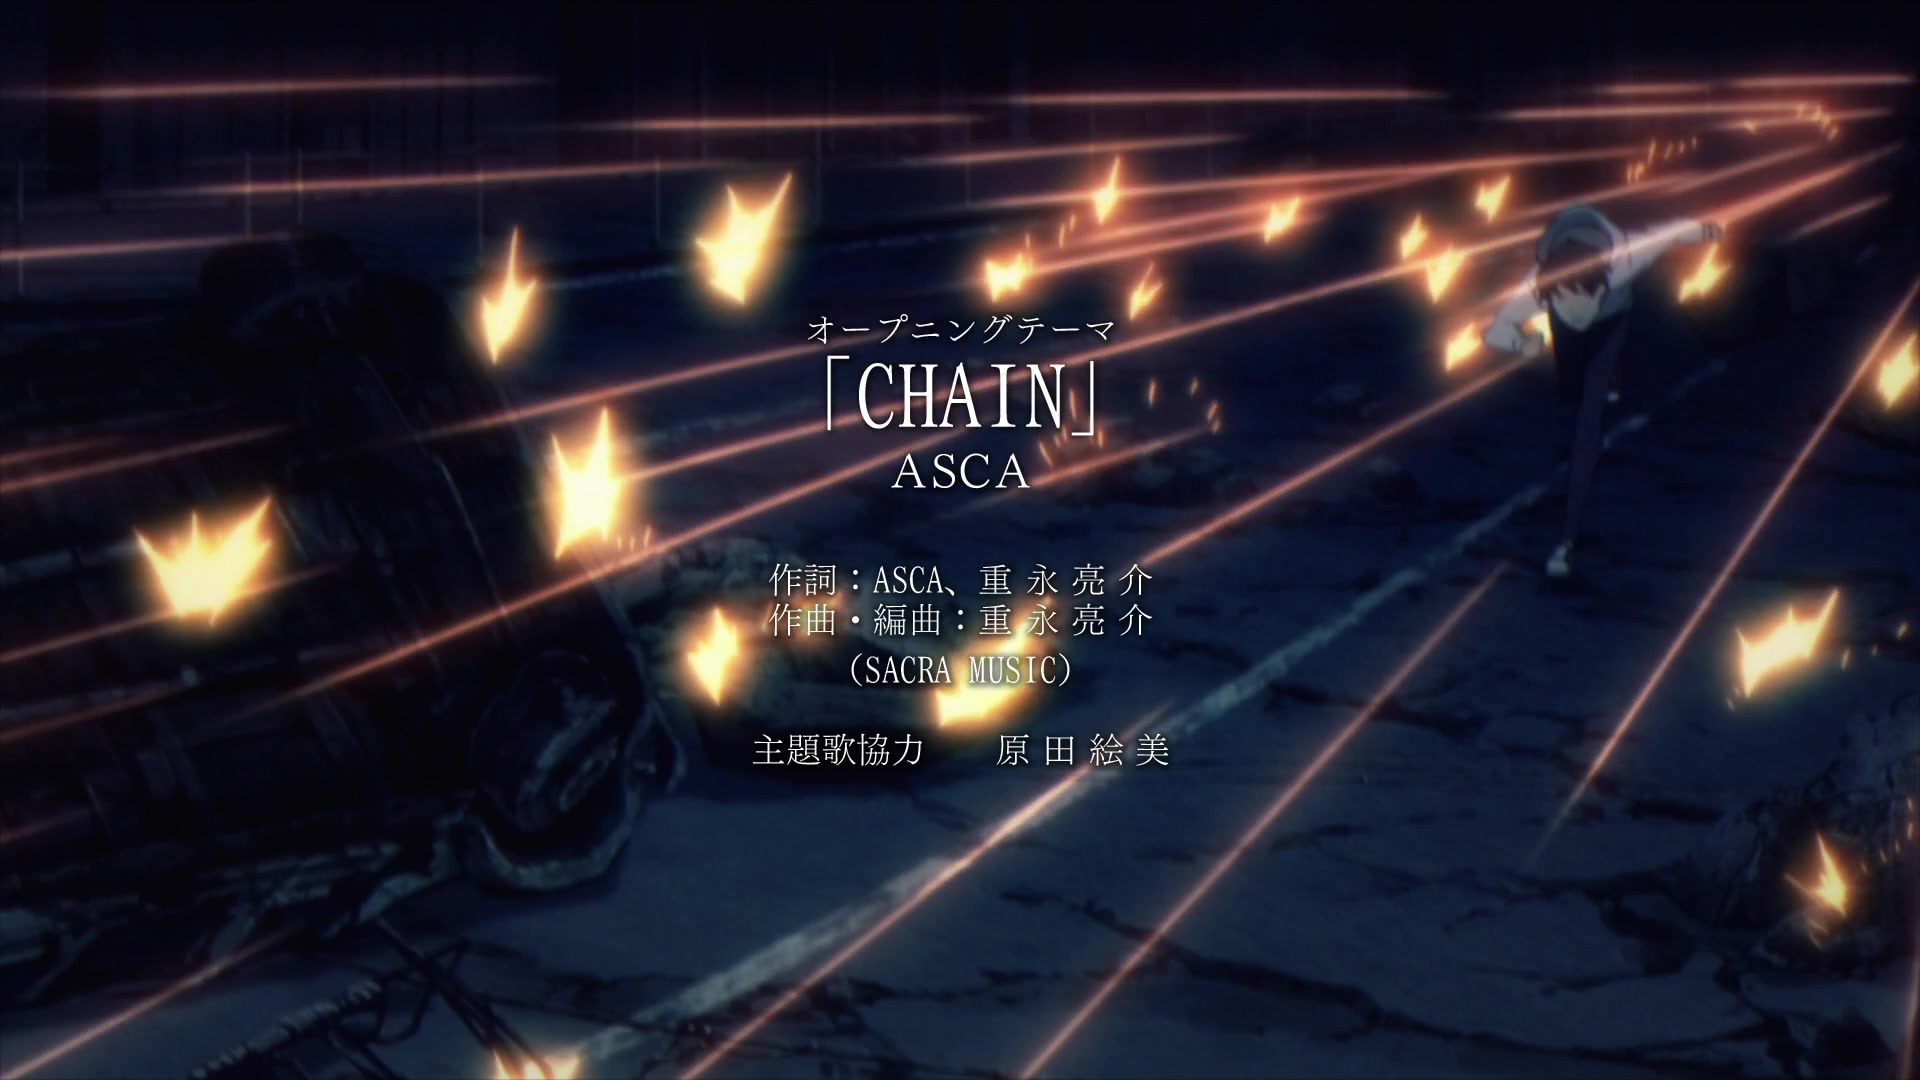 オープニングテーマ
「CHAIN」
ASCA
作詞：ASCA、重永亮介
作曲・編曲：重永亮介
（SACRA MUSIC）
主題歌協力　原田絵美